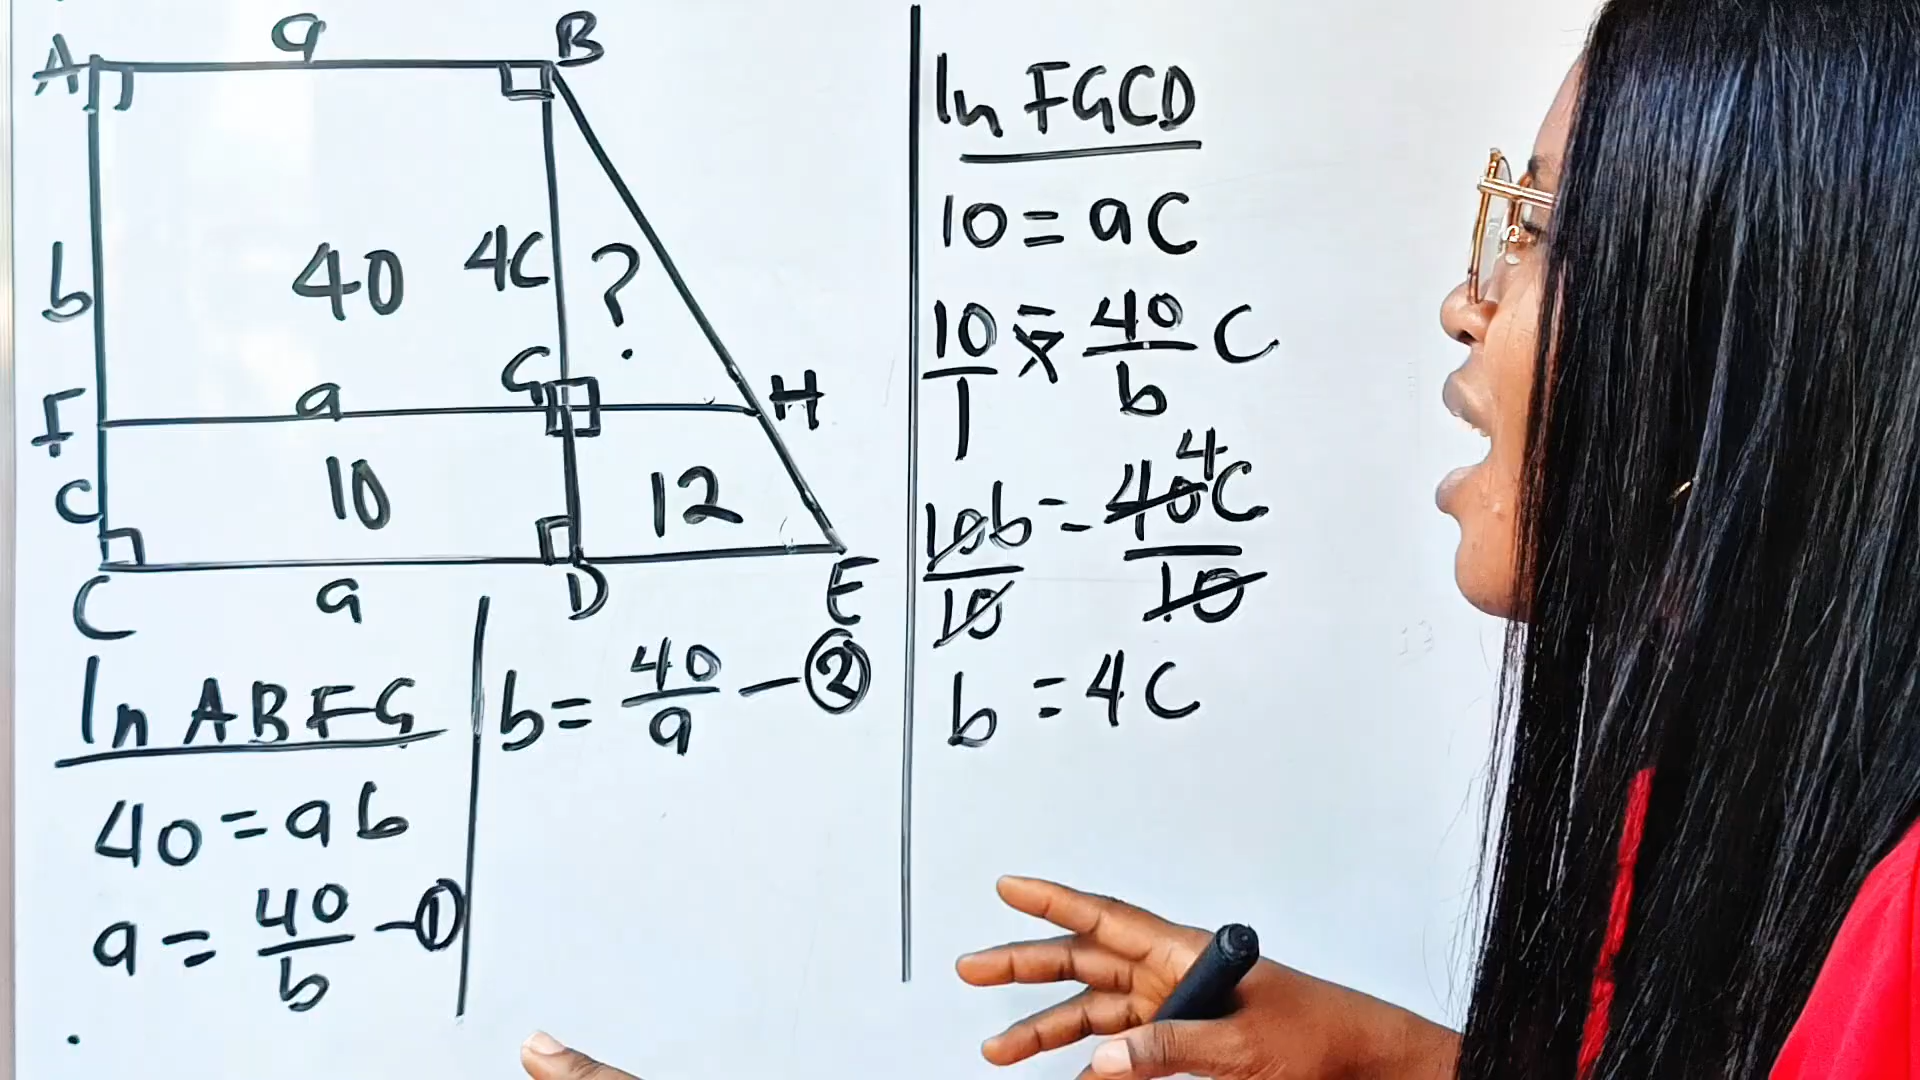 a
A B
b 40 4C ?
F a G H
C 10 12
C a D E
In ABFG
40 = ab
a = 40/b - ①
b = 40/a - ②
In FGCD
10 = aC
10/1 = 40/b C
10b/10 = 40C/10 4
b = 4C